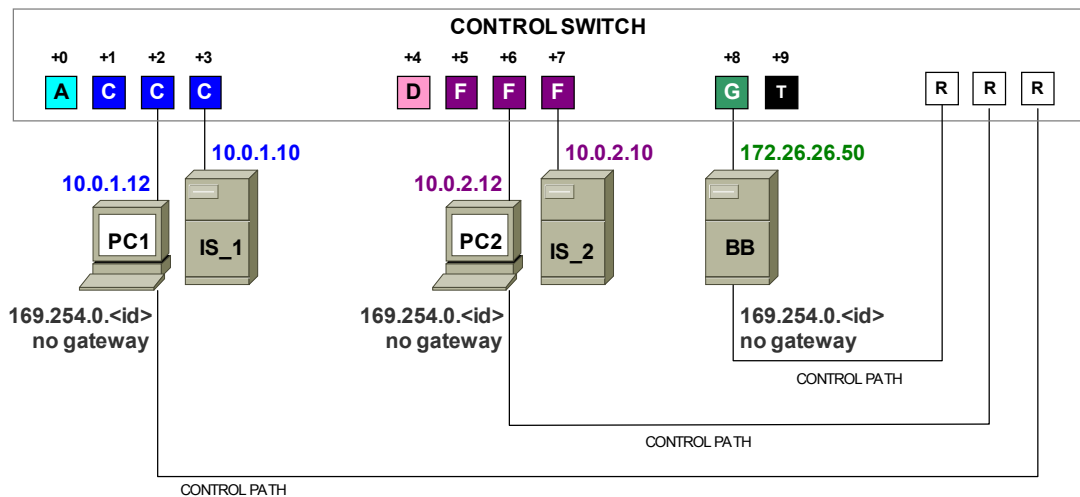 CONTROL SWITCH
+0 +1 +2 +3 +4 +5 +6 +7 +8 +9
A C C C D F F F G T R R R
10.0.1.10 10.0.2.10 172.26.26.50
10.0.1.12 10.0.2.12
PC1 IS_1 PC2 IS_2 BB
169.254.0.<id> 169.254.0.<id> 169.254.0.<id>
no gateway no gateway no gateway
CONTROL PATH
CONTROL PATH
CONTROL PATH